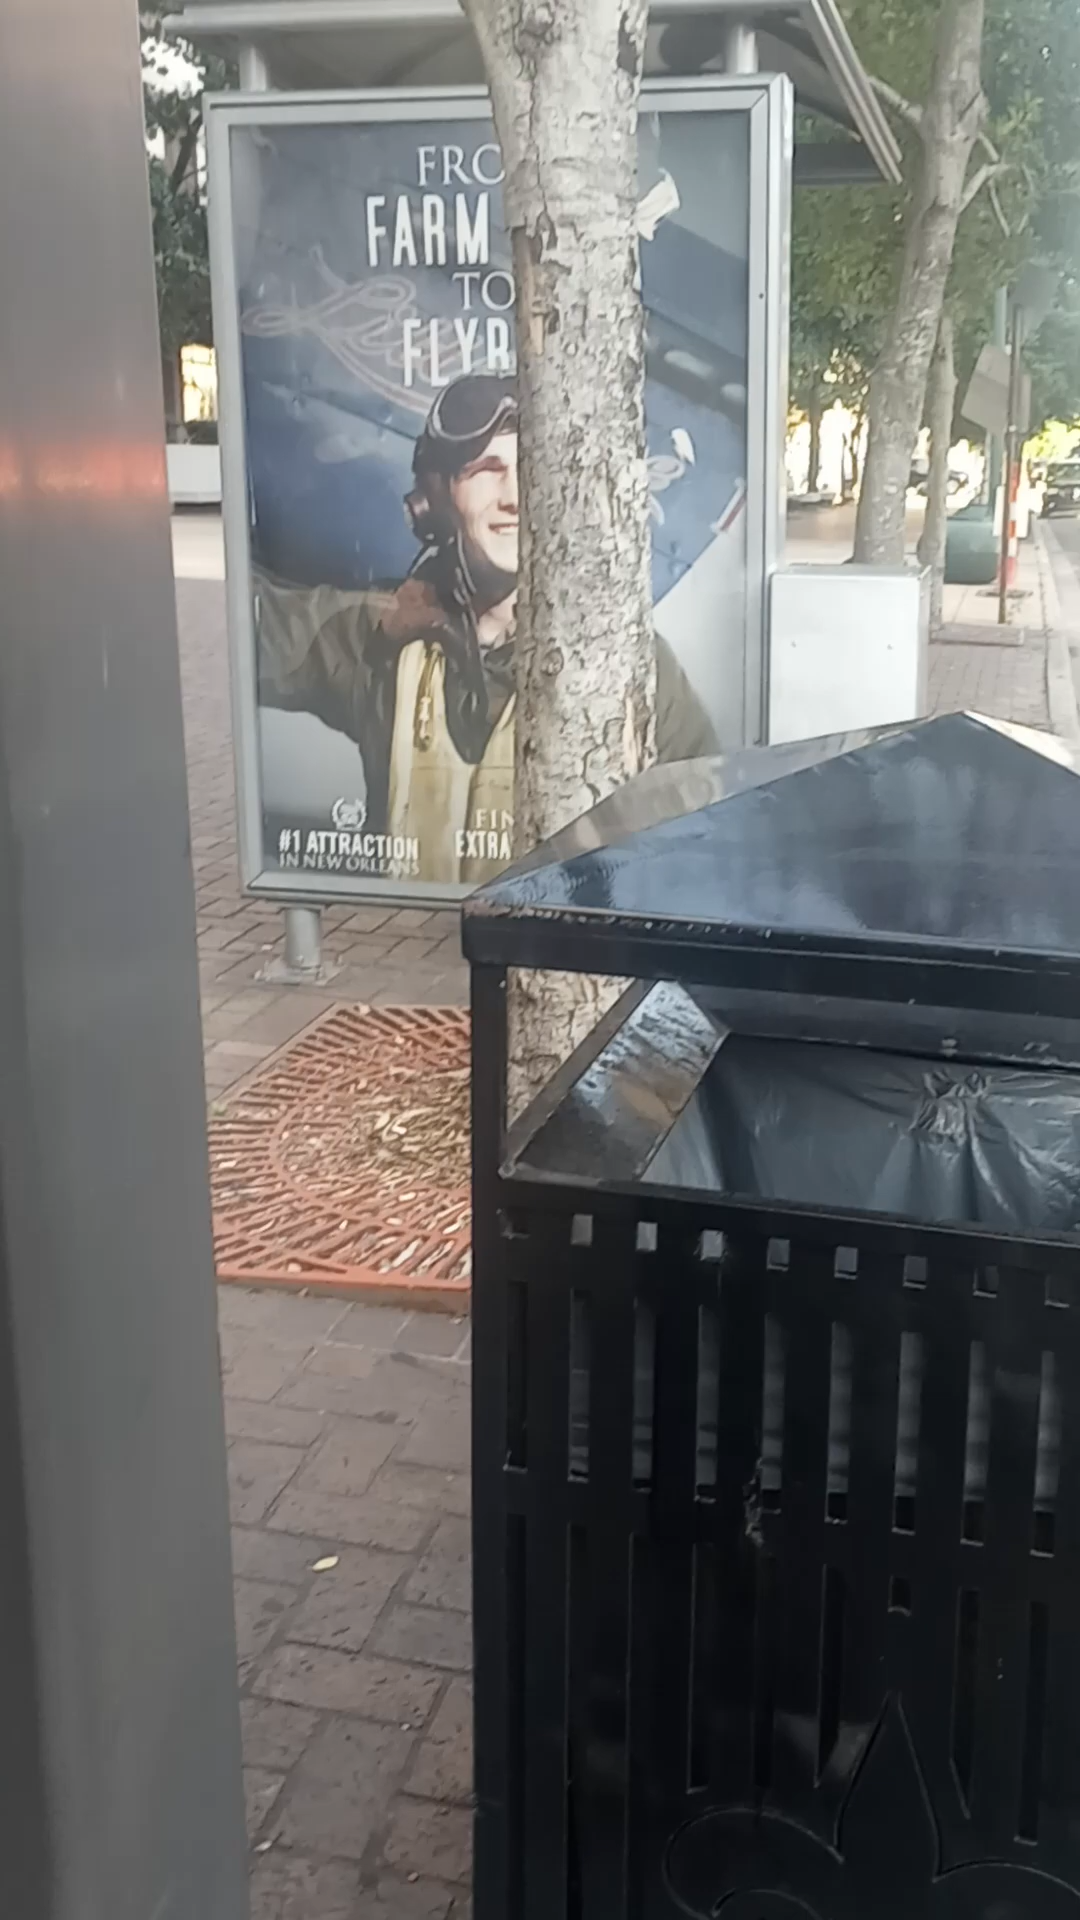 FRO
FARM
TO
FLYB
#1 ATTRACTION
IN NEW ORLEANS
FIN
EXTRA